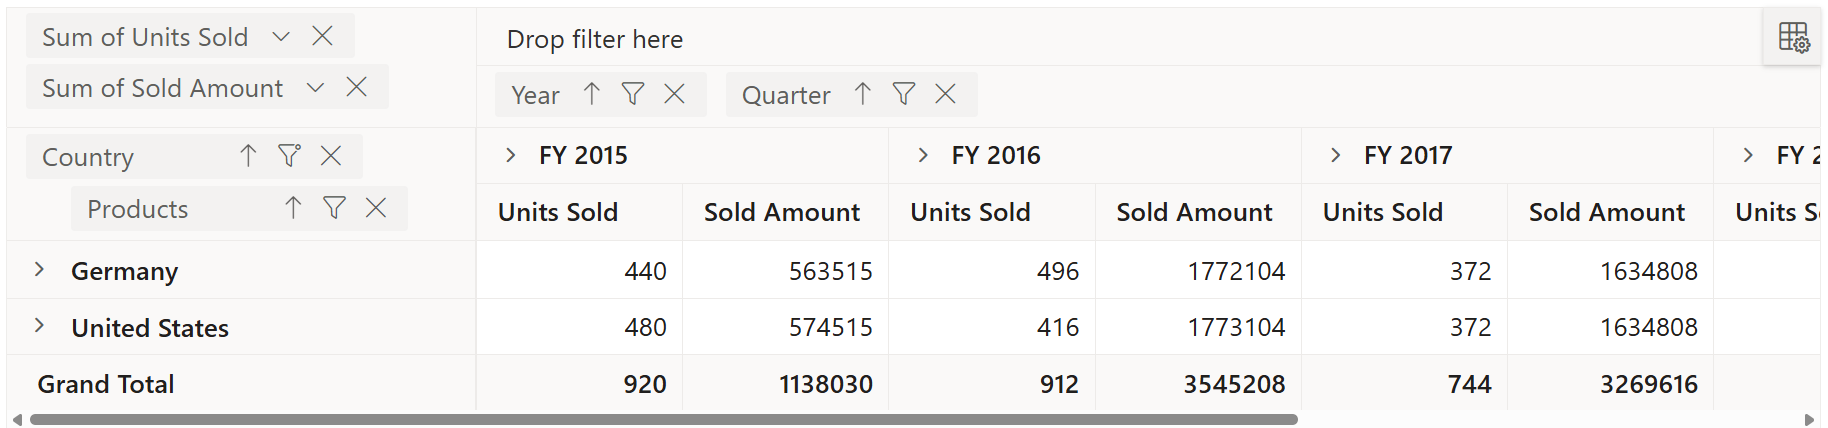 Sum of Units Sold
Sum of Sold Amount
Drop filter here
Year Quarter
Country
Products
FY 2015 FY 2016 FY 2017 FY
Units Sold Sold Amount Units Sold Sold Amount Units Sold Sold Amount Units
Germany 440 563515 496 1772104 372 1634808
United States 480 574515 416 1773104 372 1634808
Grand Total 920 1138030 912 3545208 744 3269616